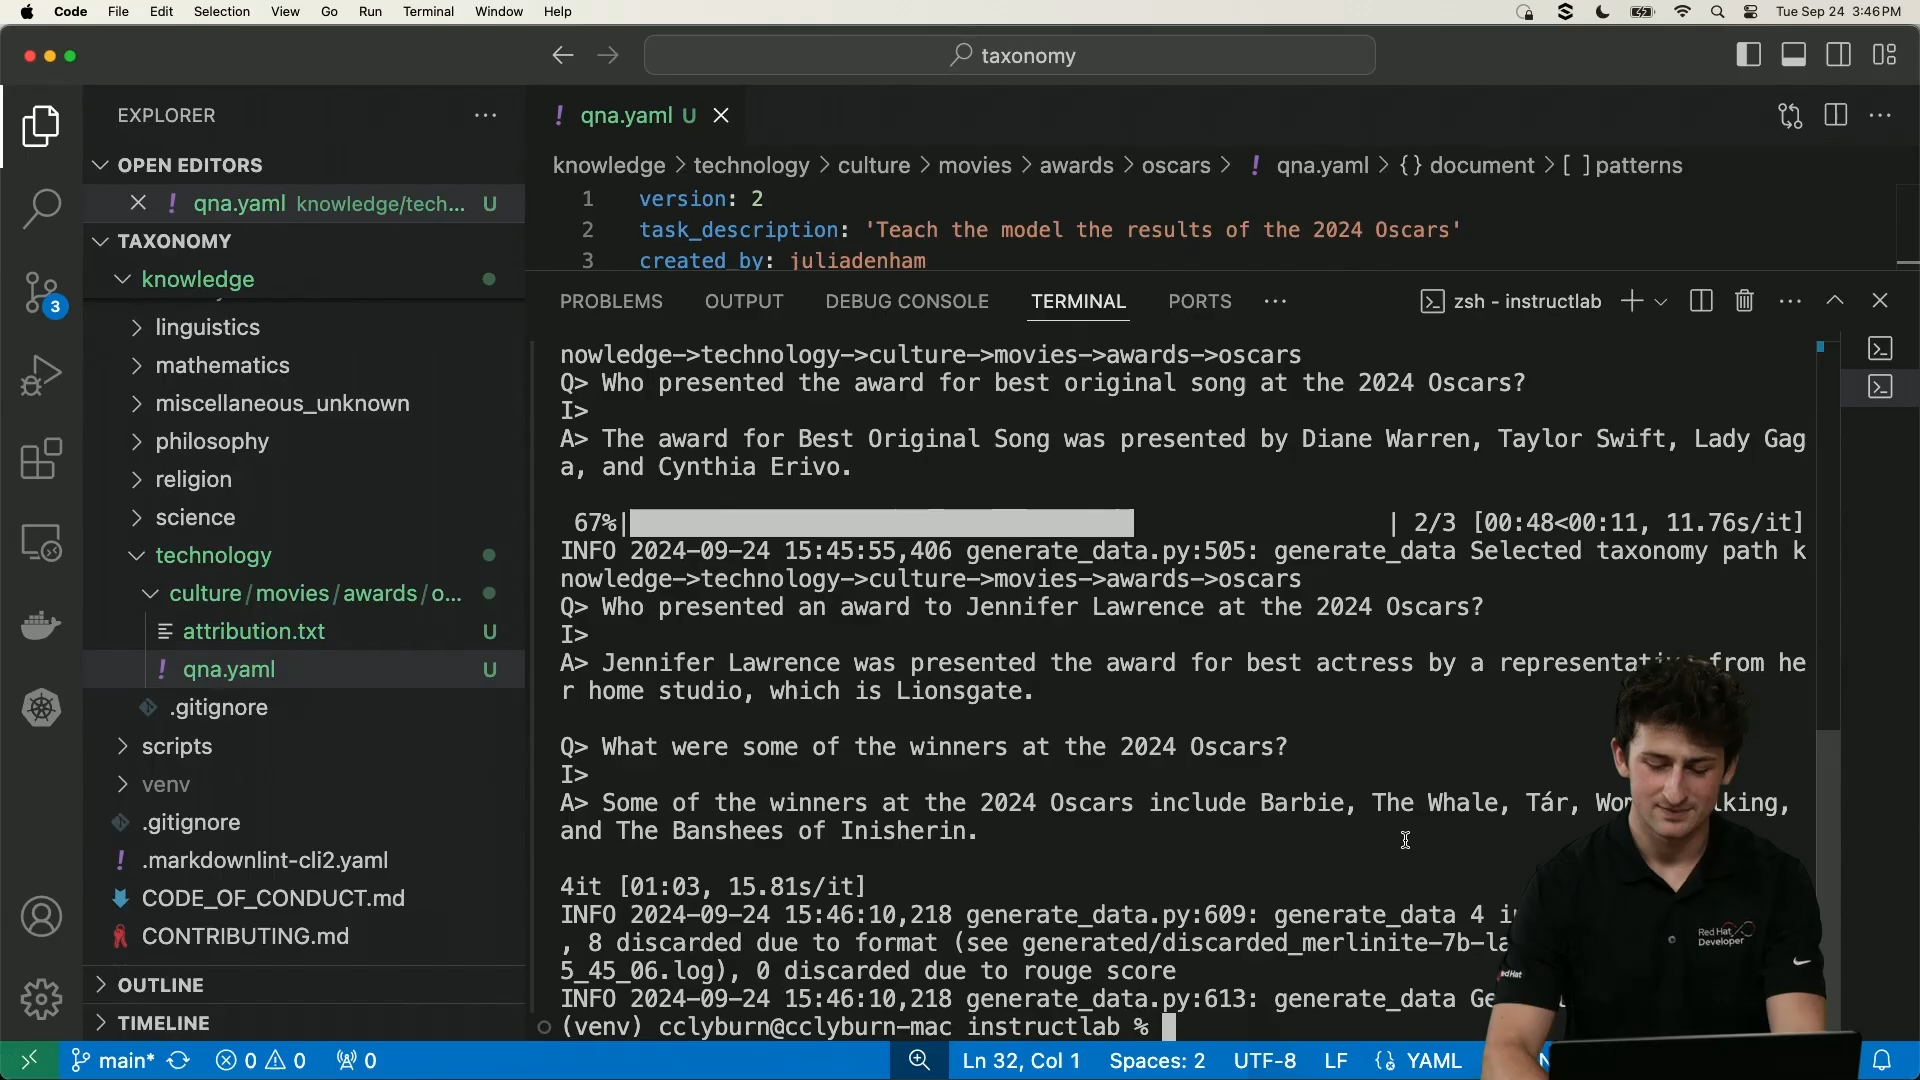 Code File Edit Selection View Go Run Terminal Window Help Tue Sep 24 3:46 PM
taxonomy
EXPLORER
OPEN EDITORS
qna.yaml knowledge/tech... U
TAXONOMY
knowledge
linguistics
mathematics
miscellaneous_unknown
philosophy
religion
science
technology
culture/movies/awards/o...
attribution.txt U
! qna.yaml U
.gitignore
scripts
venv
.gitignore
! .markdownlint-cli2.yaml
CODE_OF_CONDUCT.md
CONTRIBUTING.md
OUTLINE
TIMELINE
3
! qna.yaml U
knowledge > technology > culture > movies > awards > oscars > ! qna.yaml > {} document > [ ] patterns
1 version: 2
2 task_description: 'Teach the model the results of the 2024 Oscars'
3 created_by: juliadenham
PROBLEMS OUTPUT DEBUG CONSOLE TERMINAL PORTS ... zsh - instructlab
nowledge->technology->culture->movies->awards->oscars
Q> Who presented the award for best original song at the 2024 Oscars?
I>
A> The award for Best Original Song was presented by Diane Warren, Taylor Swift, Lady Gag
a, and Cynthia Erivo.
67%| | 2/3 [00:48<00:11, 11.76s/it]
INFO 2024-09-24 15:45:55,406 generate_data.py:505: generate_data Selected taxonomy path k
nowledge->technology->culture->movies->awards->oscars
Q> Who presented an award to Jennifer Lawrence at the 2024 Oscars?
I>
A> Jennifer Lawrence was presented the award for best actress by a from he
r home studio, which is Lionsgate.
Q> What were some of the winners at the 2024 Oscars?
I>
A> Some of the winners at the 2024 Oscars include Barbie, The Whale, Tár,
and The Banshees of Inisherin.
4it [01:03, 15.81s/it]
INFO 2024-09-24 15:46:10,218 generate_data.py:609: generate_data 4
, 8 discarded due to format (see generated/discarded_merlinite-7b-la
5_45_06.log), 0 discarded due to rouge score
INFO 2024-09-24 15:46:10,218 generate_data.py:613: generate_data
(venv) cclyburn@cclyburn-mac instructlab %
Red Hat
Developer
main* 0 0 0 Ln 32, Col 1 Spaces: 2 UTF-8 LF {} YAML